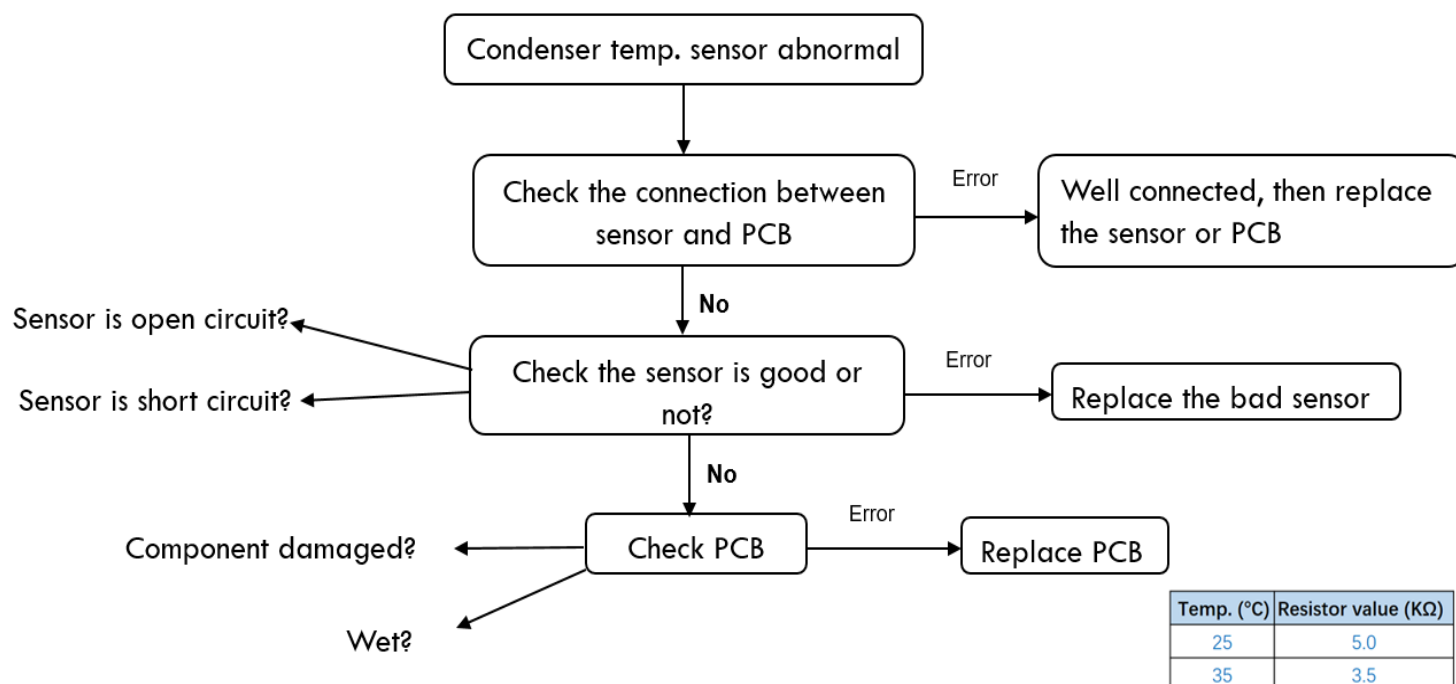 Condenser temp. sensor abnormal
Check the connection between
sensor and PCB
Error
Well connected, then replace
the sensor or PCB
No
Sensor is open circuit?
Sensor is short circuit?
Check the sensor is good or
not?
Error
Replace the bad sensor
No
Component damaged?
Wet?
Check PCB
Error
Replace PCB
Temp. (°C) Resistor value (KΩ)
25 5.0
35 3.5